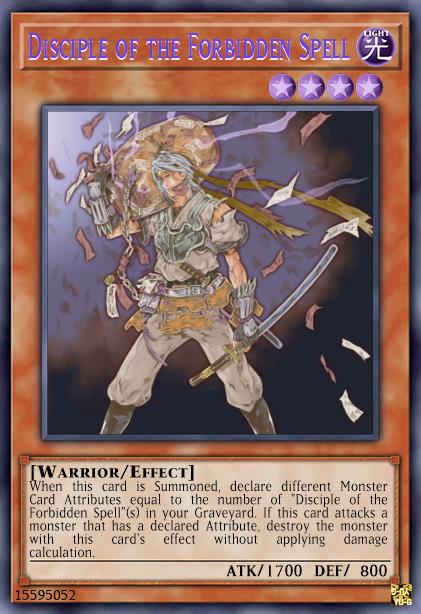 Disciple of the Forbidden Spell
LIGHT
光
[Warrior/Effect]
When this card is Summoned, declare different Monster
Card Attributes equal to the number of "Disciple of the
Forbidden Spell"(s) in your Graveyard. If this card attacks a
monster that has a declared Attribute, destroy the monster
with this card's effect without applying damage
calculation.
ATK/1700 DEF/ 800
15595052